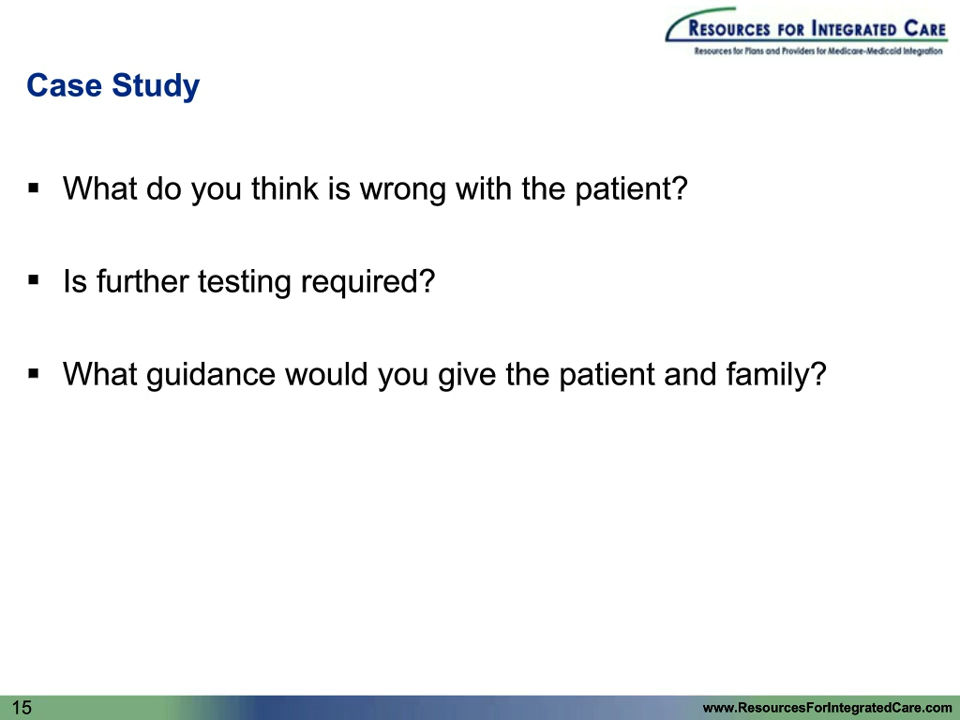 RESOURCES FOR INTEGRATED CARE
Resources for Plans and Providers for Medicare-Medicaid Integration
Case Study
▪ What do you think is wrong with the patient?
▪ Is further testing required?
▪ What guidance would you give the patient and family?
15
www.ResourcesForIntegratedCare.com